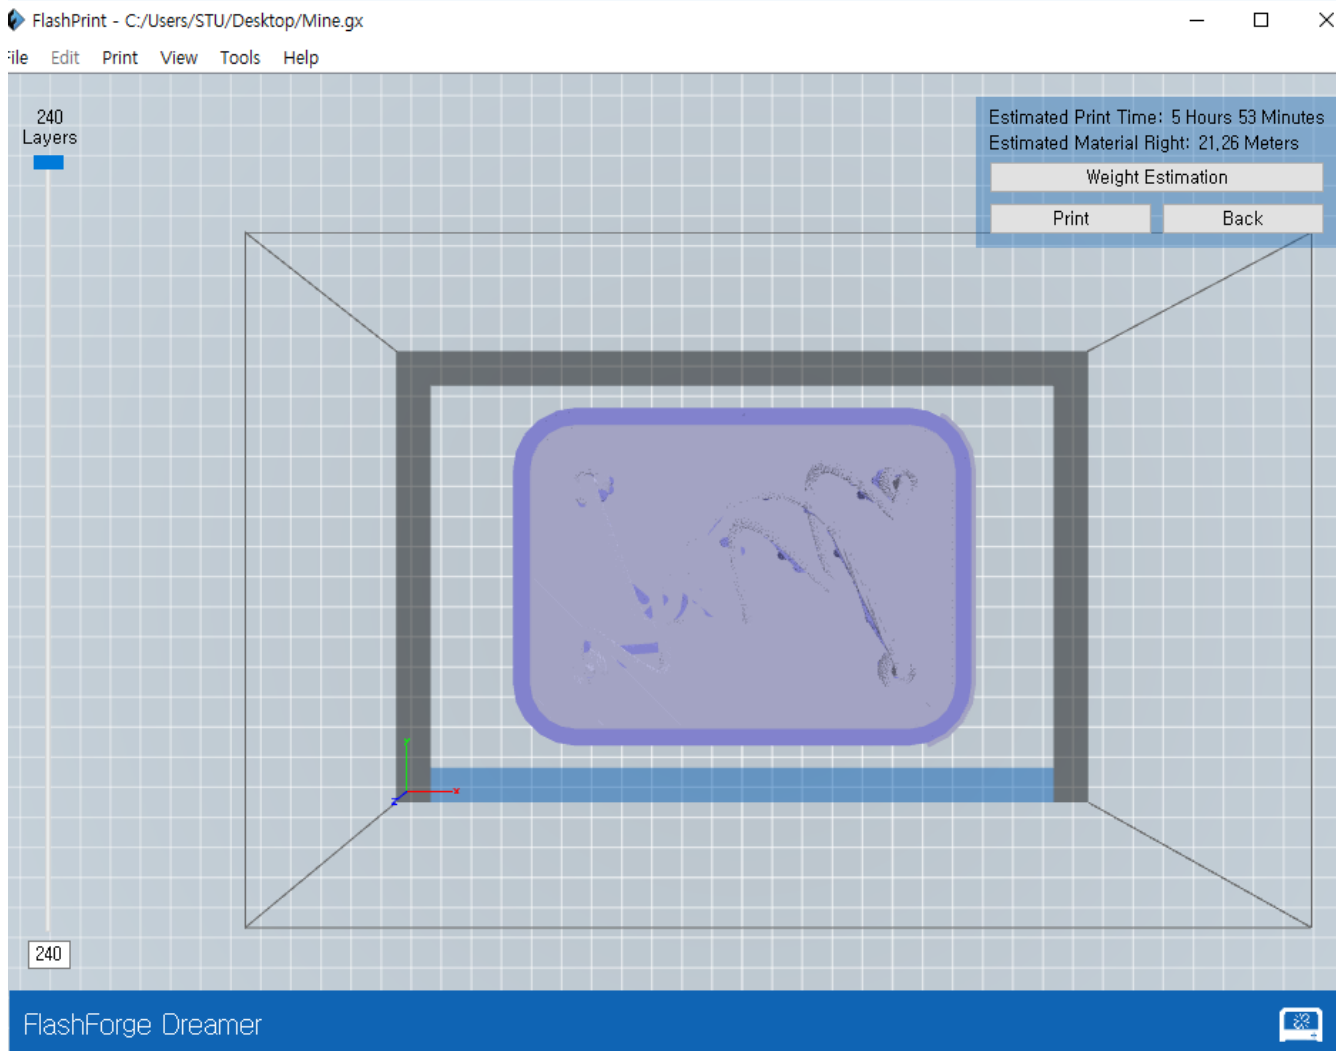 FlashPrint - C:/Users/STU/Desktop/Mine.gx
File Edit Print View Tools Help
240
Layers
Estimated Print Time: 5 Hours 53 Minutes
Estimated Material Right: 21,26 Meters
Weight Estimation
Print Back
Y
X
Z
240
FlashForge Dreamer